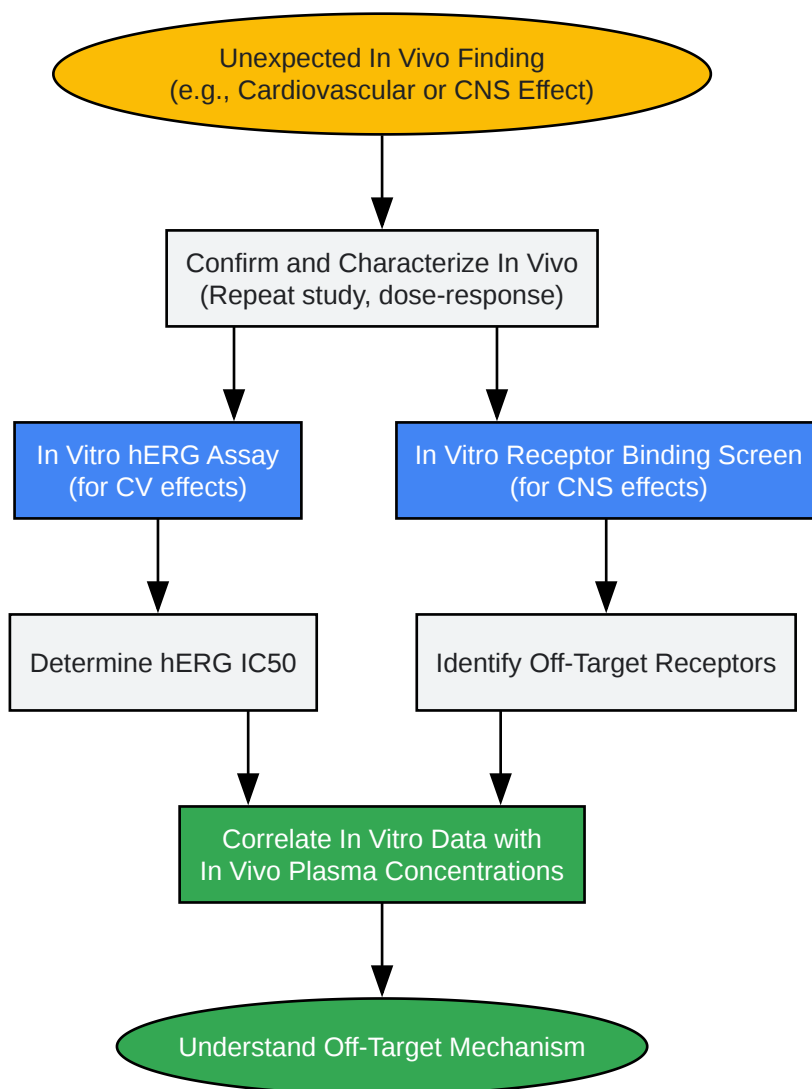 Unexpected In Vivo Finding
(e.g., Cardiovascular or CNS Effect)
Confirm and Characterize In Vivo
(Repeat study, dose-response)
In Vitro hERG Assay
(for CV effects)
In Vitro Receptor Binding Screen
(for CNS effects)
Determine hERG IC50
Identify Off-Target Receptors
Correlate In Vitro Data with
In Vivo Plasma Concentrations
Understand Off-Target Mechanism